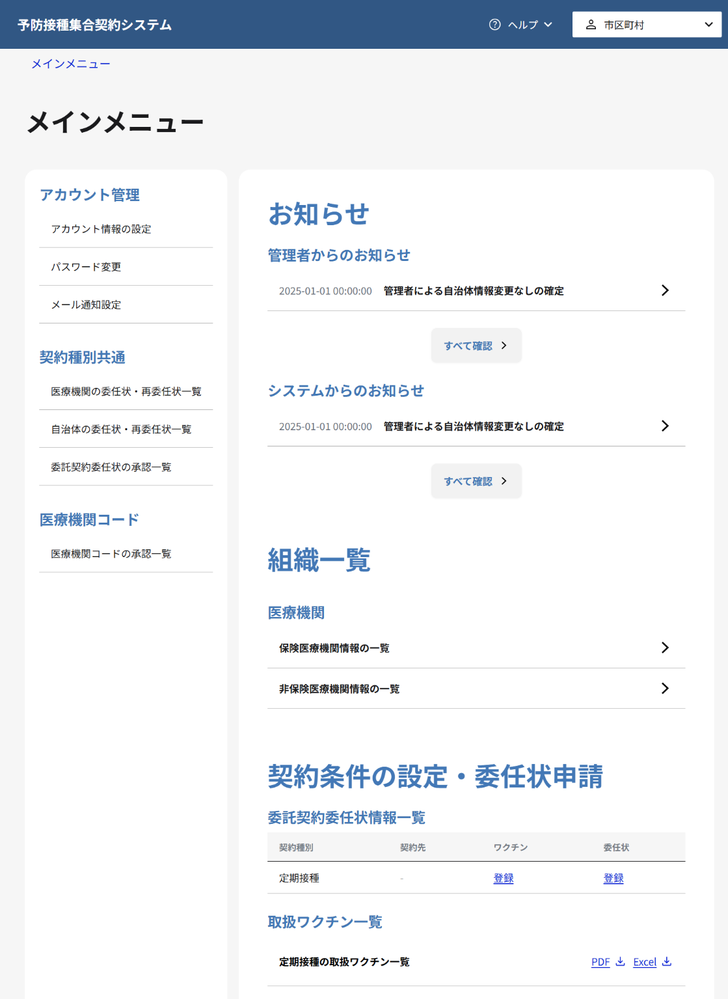 予防接種集合契約システム
ヘルプ
市区町村
メインメニュー
メインメニュー
アカウント管理
アカウント情報の設定
パスワード変更
メール通知設定
契約種別共通
医療機関の委任状・再委任状一覧
自治体の委任状・再委任状一覧
委託契約委任状の承認一覧
医療機関コード
医療機関コードの承認一覧
お知らせ
管理者からのお知らせ
2025-01-01 00:00:00 管理者による自治体情報変更なしの確定
すべて確認
システムからのお知らせ
2025-01-01 00:00:00 管理者による自治体情報変更なしの確定
すべて確認
組織一覧
医療機関
保険医療機関情報の一覧
非保険医療機関情報の一覧
契約条件の設定・委任状申請
委託契約委任状情報一覧
契約種別 契約先 ワクチン 委任状
定期接種 - 登録 登録
取扱ワクチン一覧
定期接種の取扱ワクチン一覧 PDF Excel